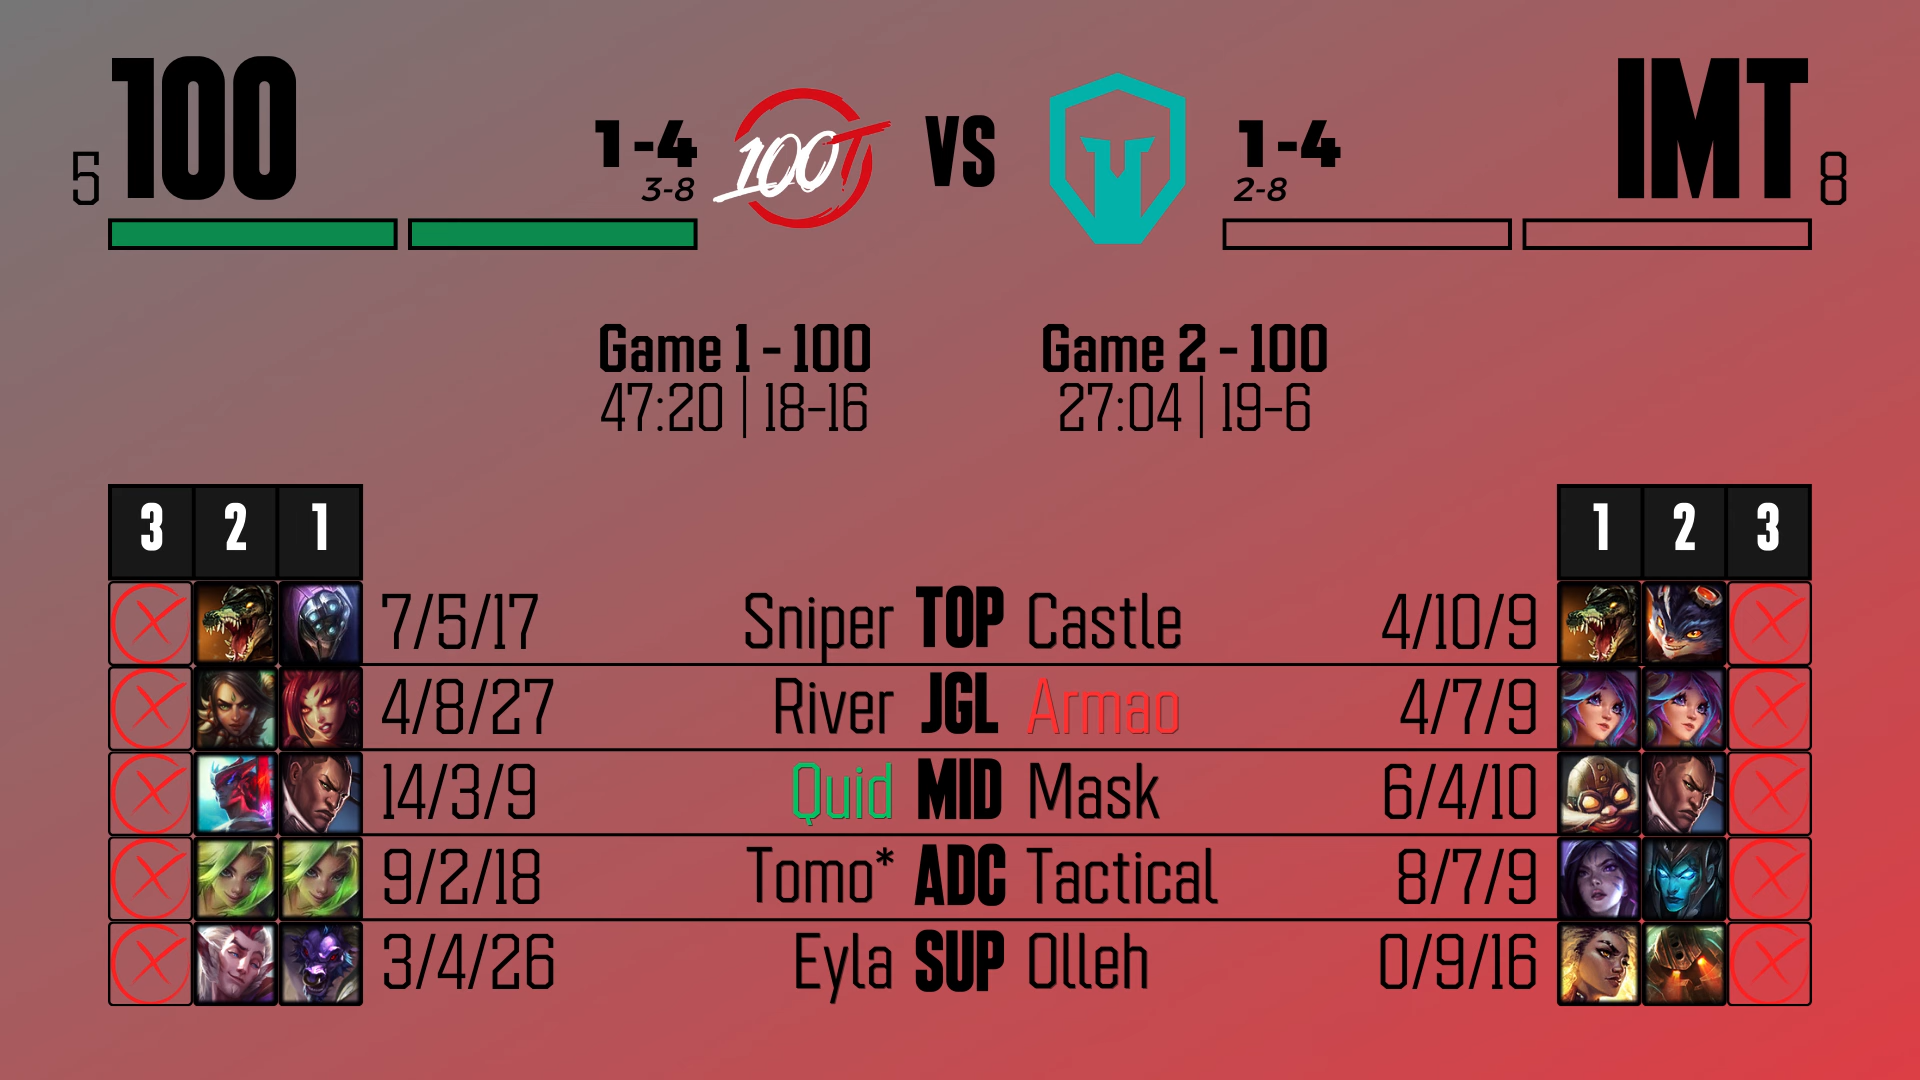 5 100 1-4 100T VS 1-4 IMT 8
3-8 2-8
Game 1 - 100 Game 2 - 100
47:20 | 18-16 27:04 | 19-6
3 2 1 1 2 3
7/5/17 Sniper TOP Castle 4/10/9
4/8/27 River JGL Armao 4/7/9
14/3/9 Quid MID Mask 6/4/10
9/2/18 Tomo* ADC Tactical 8/7/9
3/4/26 Eyla SUP Olleh 0/9/16